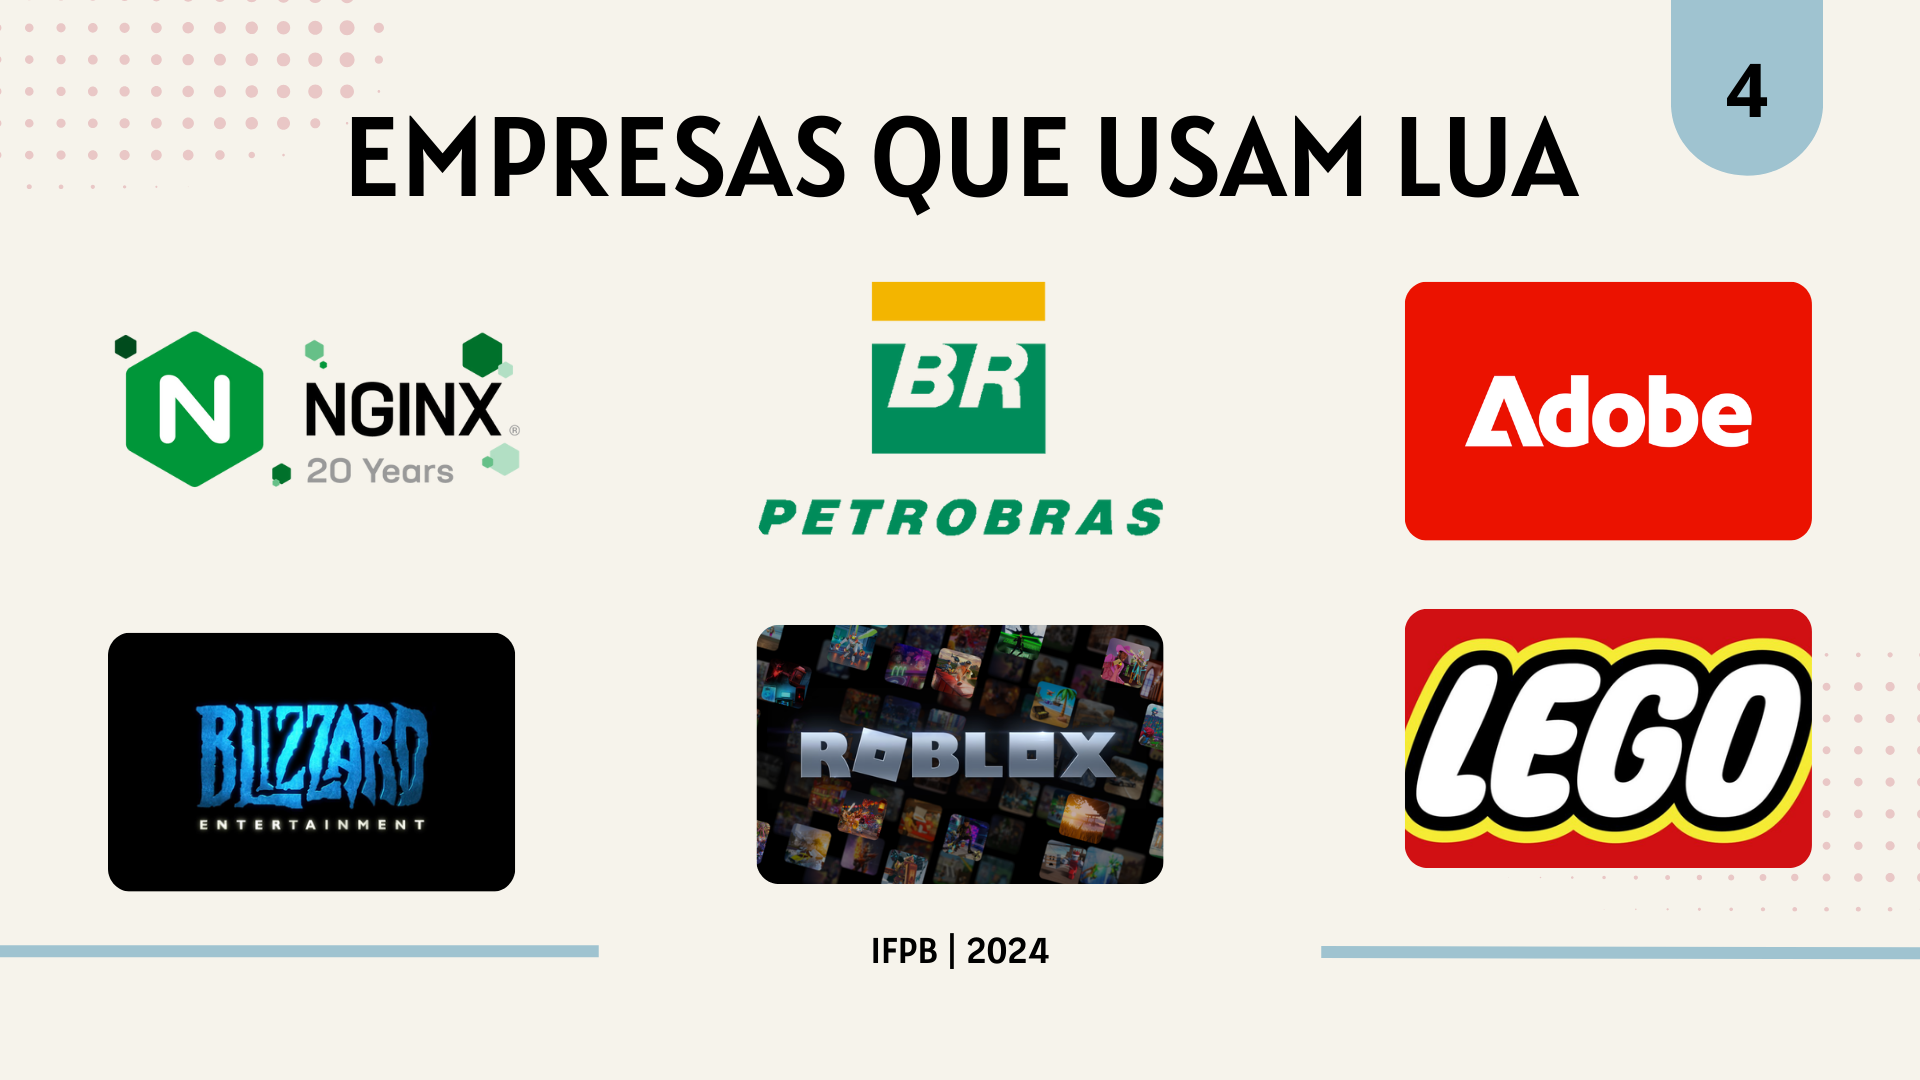 4
EMPRESAS QUE USAM LUA
N
NGINX®
20 Years
BR
PETROBRAS
Adobe
BLIZZARD
ENTERTAINMENT
ROBLOX
LEGO
IFPB | 2024